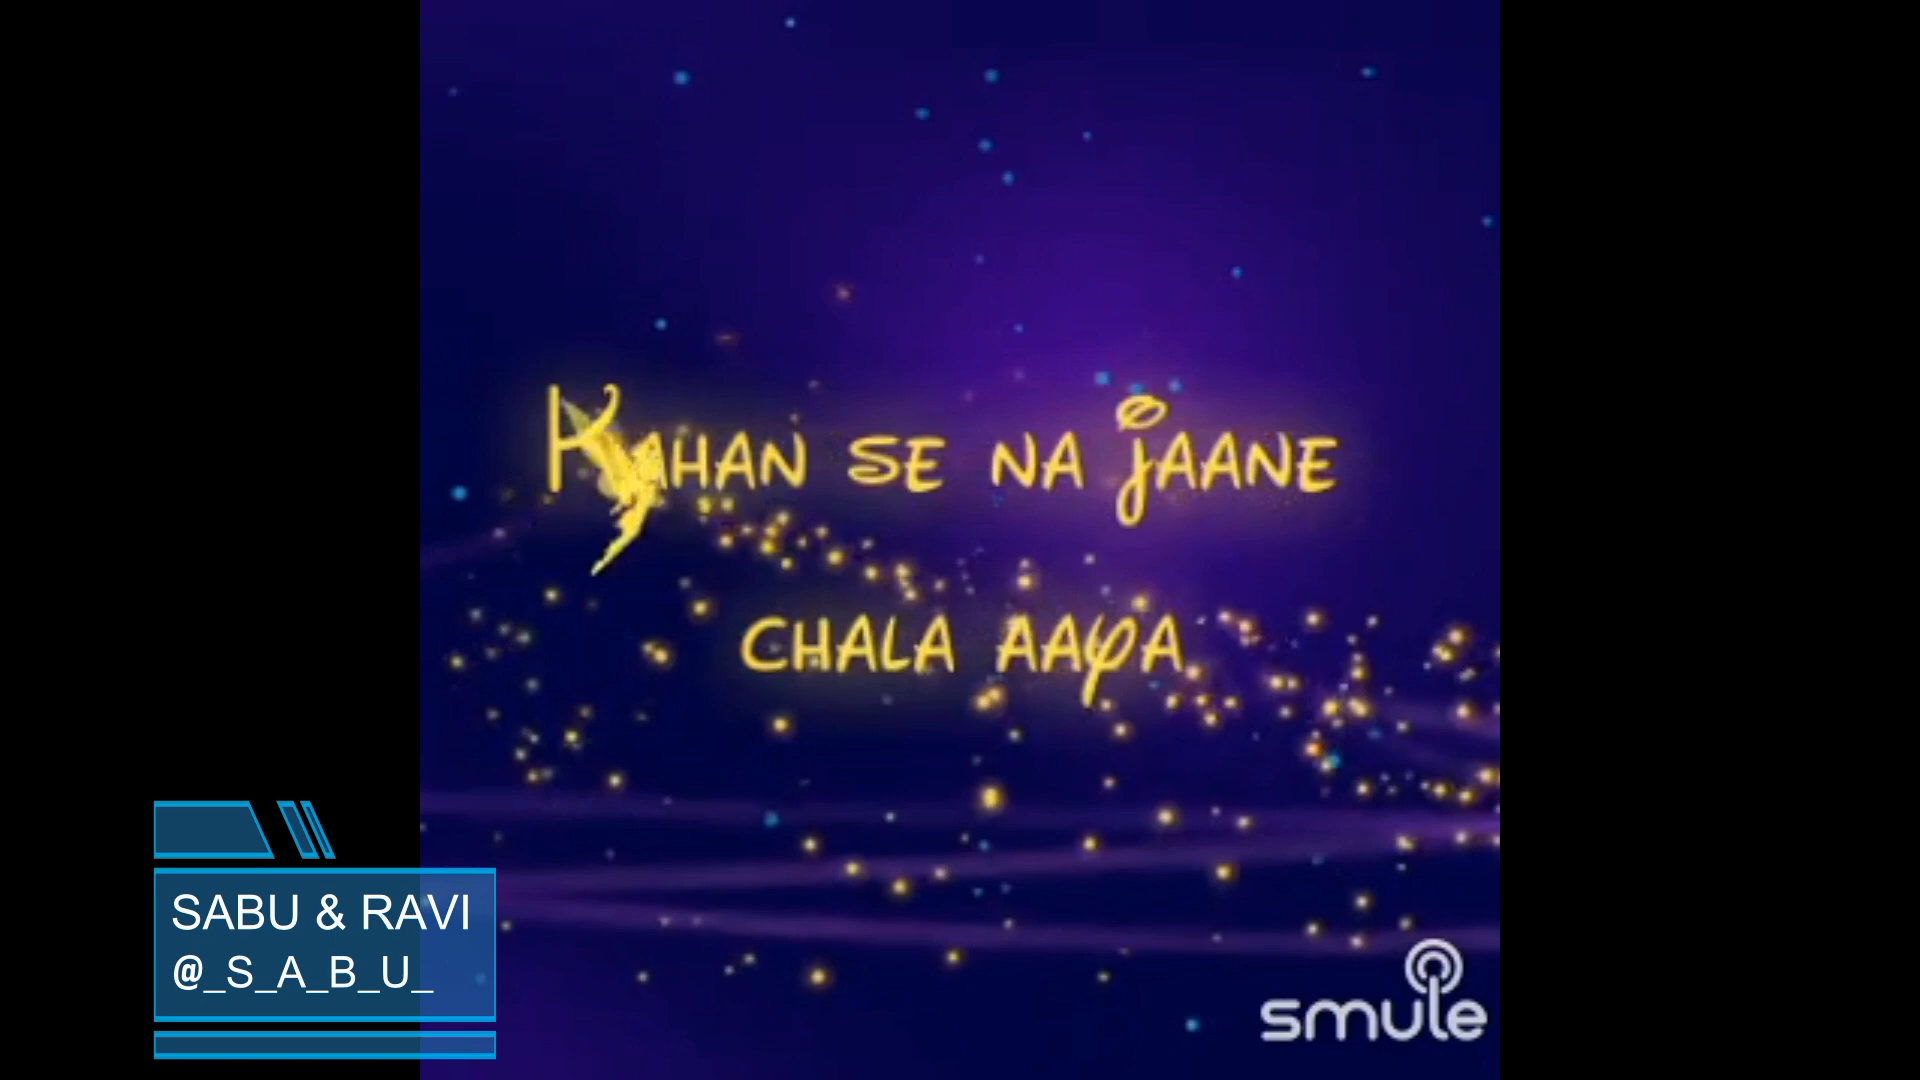 Kahan se na jaane
chala aaya
SABU & RAVI
@_S_A_B_U_
smule